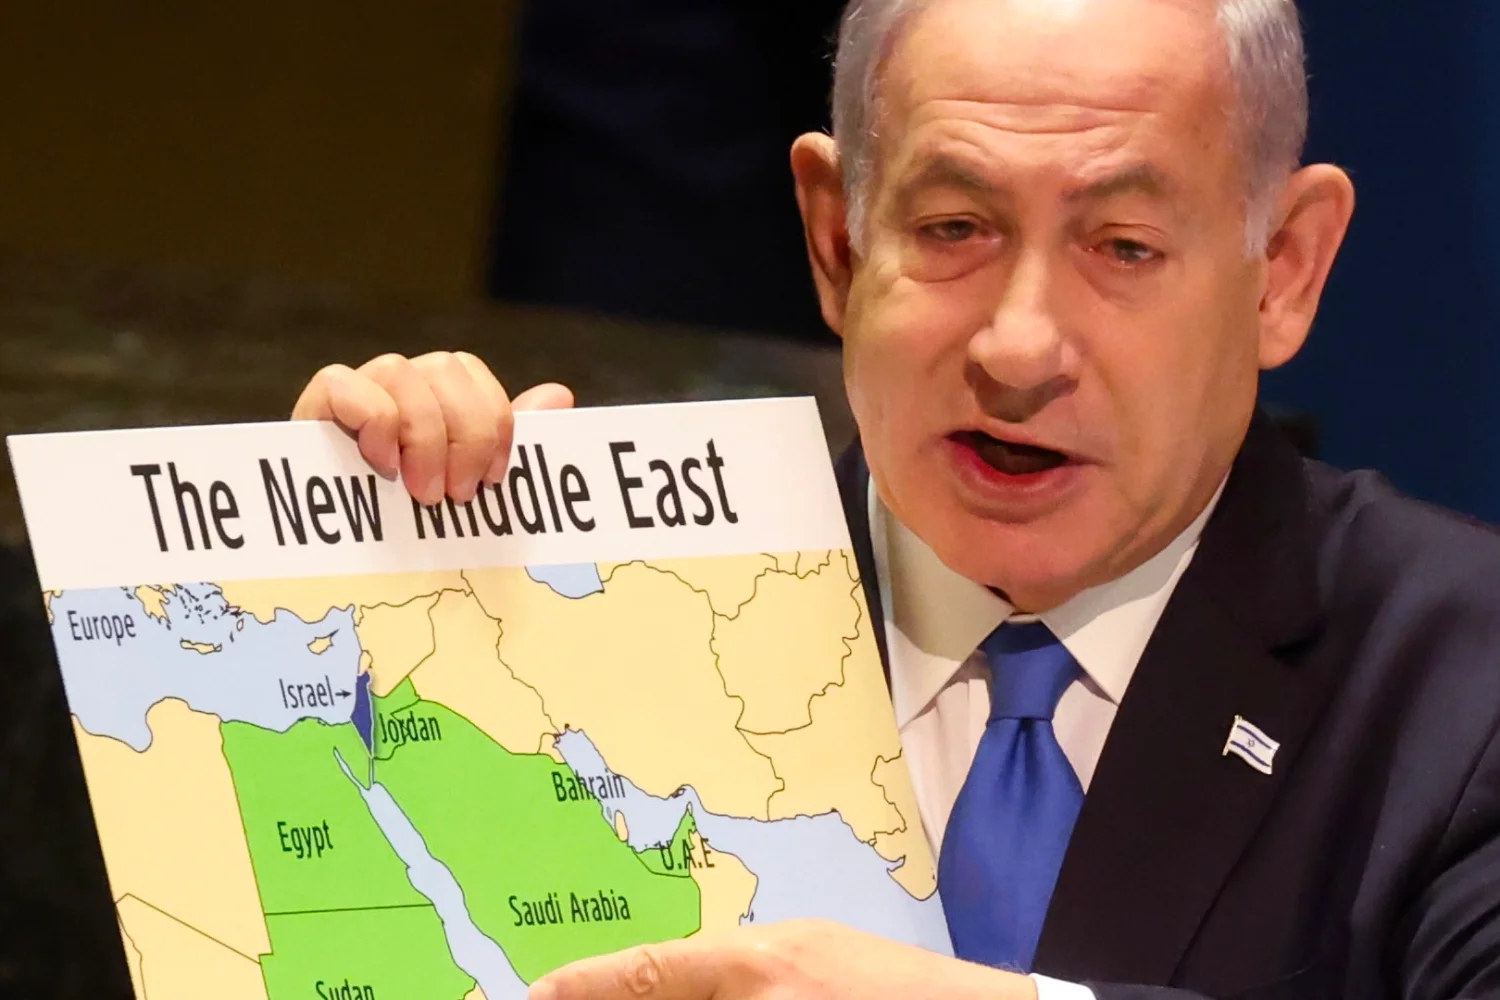 The New Middle East
Europe
Israel
Jordan
Bahrain
Egypt
U.A.E
Saudi Arabia
Sudan